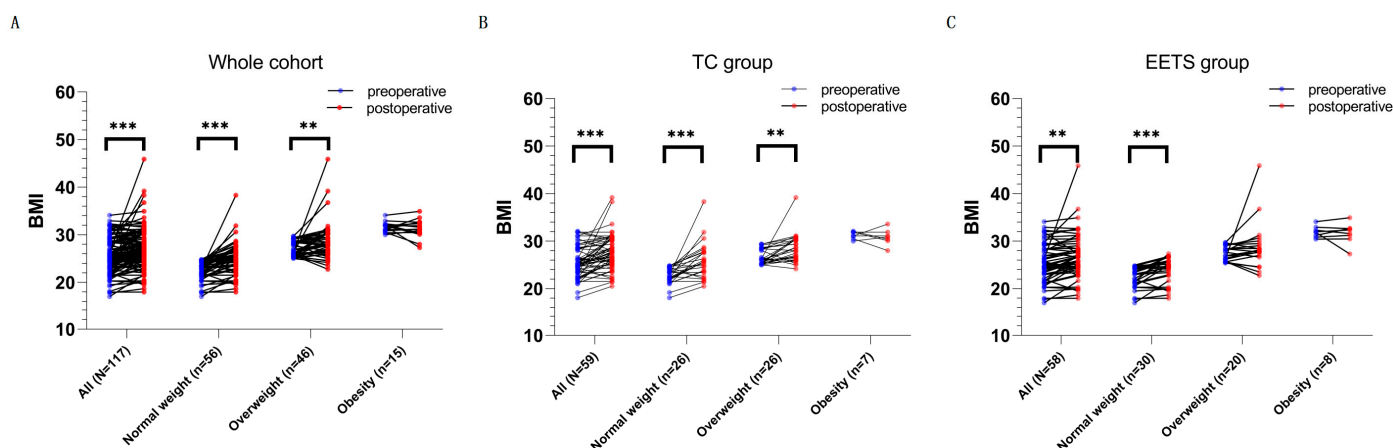 A
B
C
Whole cohort
TC group
EETS group
preoperative
postoperative
preoperative
postoperative
preoperative
postoperative
BMI
60
50
40
30
20
10
***
***
**
All (N=117)
Normal weight (n=56)
Overweight (n=46)
Obesity (n=15)
BMI
60
50
40
30
20
10
***
***
**
All (N=59)
Normal weight (n=26)
Overweight (n=26)
Obesity (n=7)
BMI
60
50
40
30
20
10
**
***
All (N=58)
Normal weight (n=30)
Overweight (n=20)
Obesity (n=8)